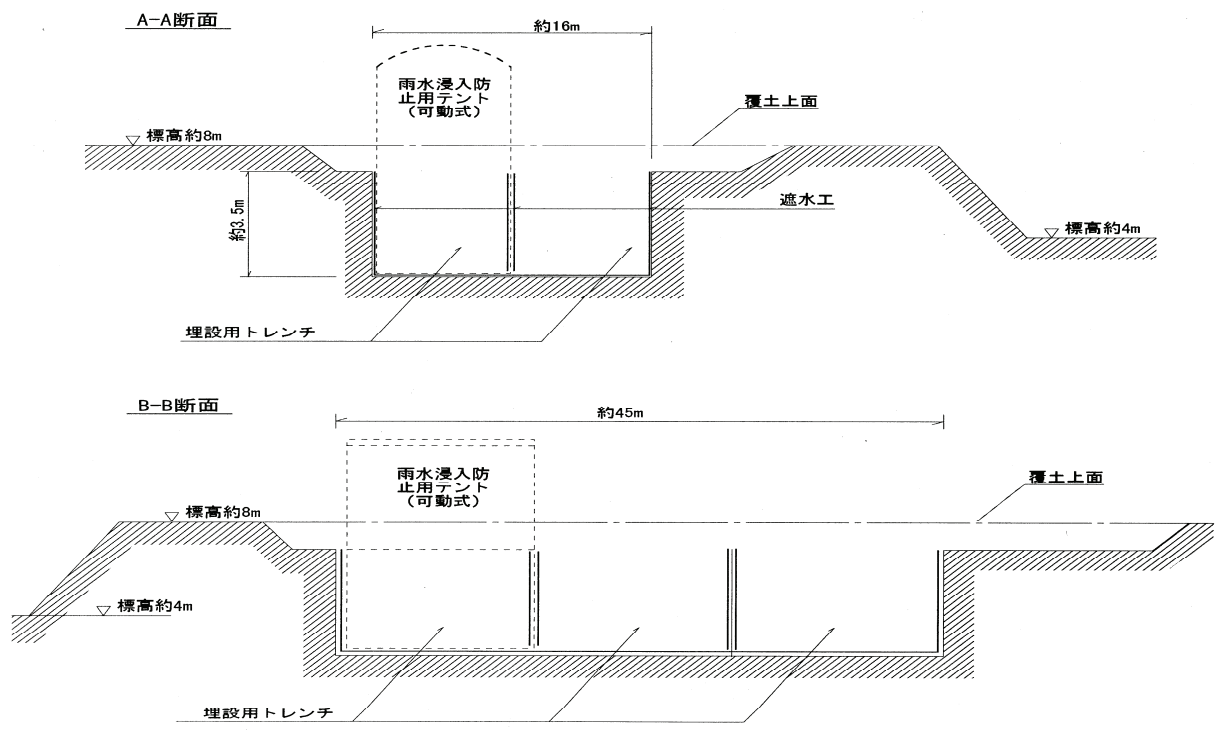 A-A断面
約16m
雨水浸入防
止用テント
(可動式)
覆土上面
標高約8m
遮水工
約3.5m
標高約4m
埋設用トレンチ
B-B断面
約45m
雨水浸入防
止用テント
(可動式)
覆土上面
標高約8m
標高約4m
埋設用トレンチ